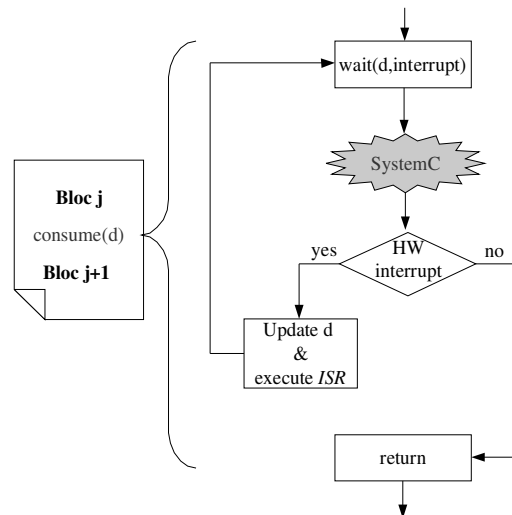 Bloc j
consume(d)
Bloc j+1
wait(d,interrupt)
SystemC
HW
interrupt
yes
no
Update d
&
execute ISR
return